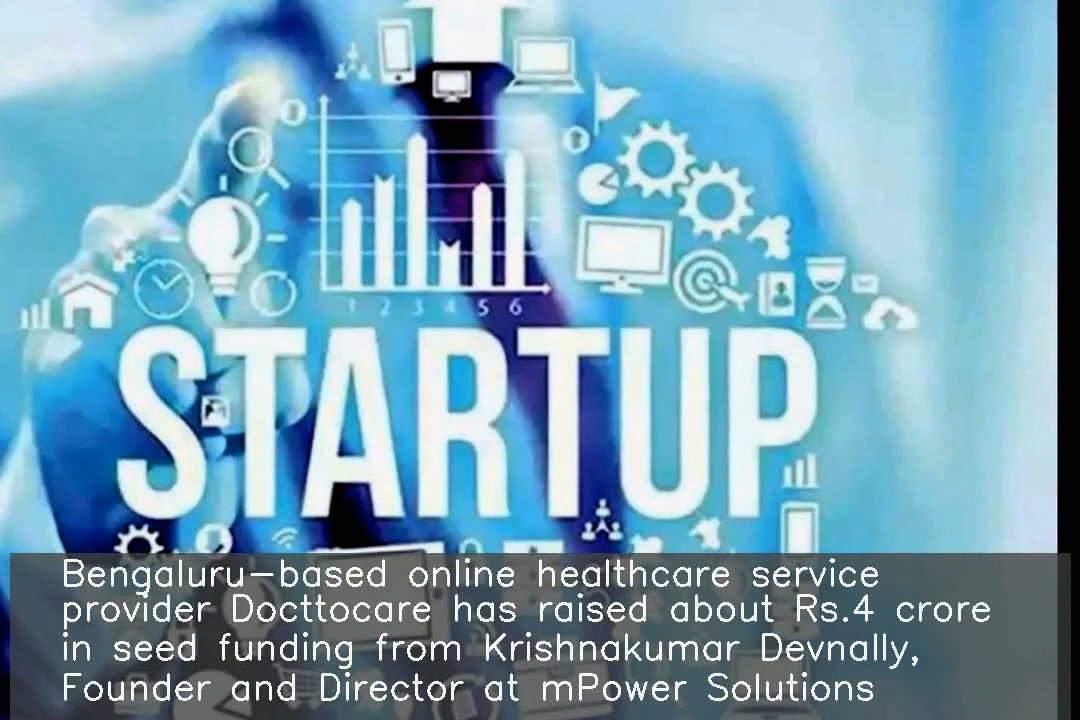 1 2 3 4 5 6
STARTUP
Bengaluru-based online healthcare service
provider Docttocare has raised about Rs.4 crore
in seed funding from Krishnakumar Devnally,
Founder and Director at mPower Solutions